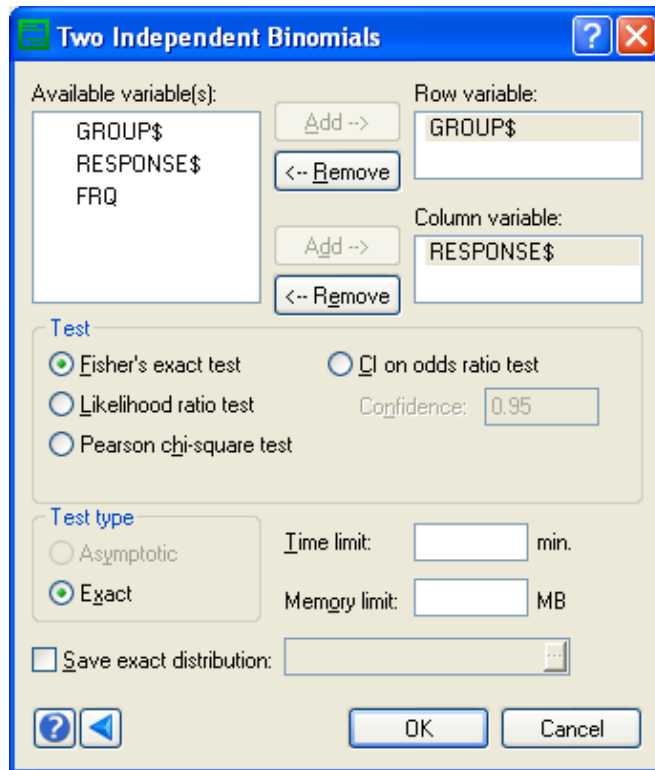 Two Independent Binomials
Available variable(s):
GROUP$
RESPONSE$
FRQ
Add -->
<-- Remove
Row variable:
GROUP$
Add -->
<-- Remove
Column variable:
RESPONSE$
Test
Fisher's exact test
CI on odds ratio test
Likelihood ratio test
Confidence: 0.95
Pearson chi-square test
Test type
Asymptotic
Exact
Time limit: min.
Memory limit: MB
Save exact distribution: ...
OK
Cancel